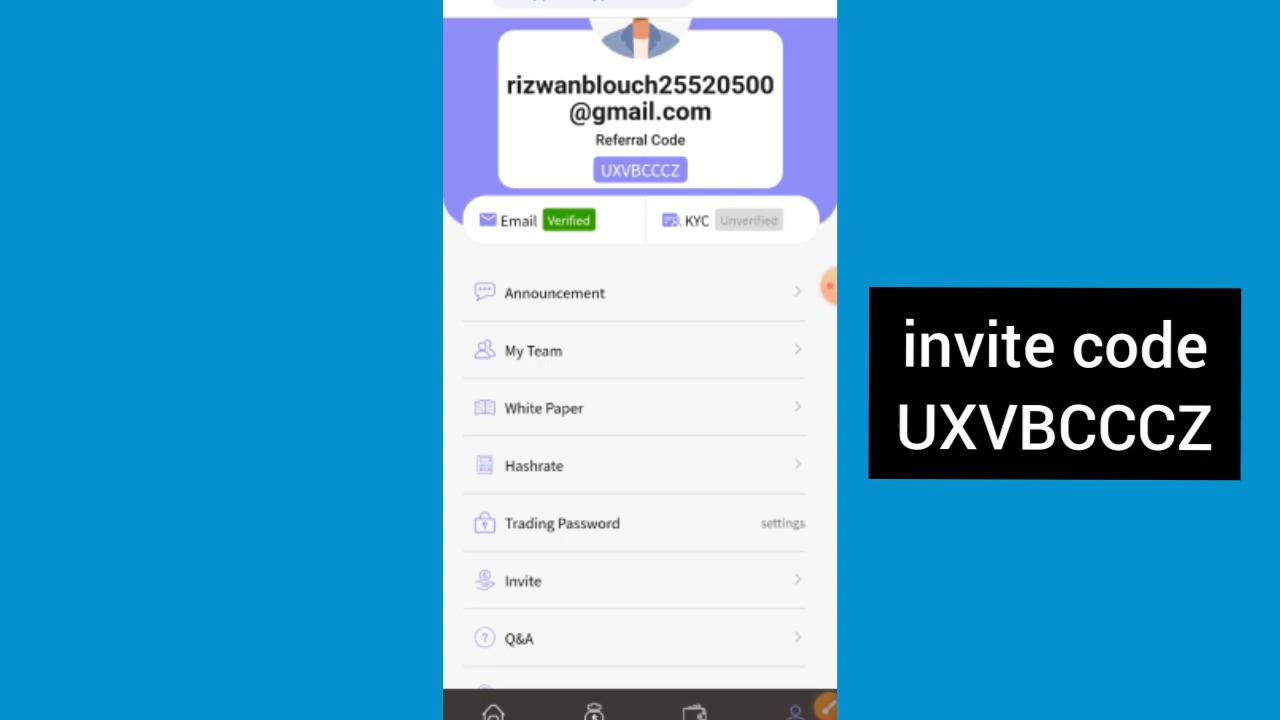 rizwanblouch25520500
@gmail.com
Referral Code
UXVBCCCZ
Email Verified
KYC Unverified
Announcement
My Team
White Paper
Hashrate
Trading Password settings
Invite
Q&A
invite code
UXVBCCCZ